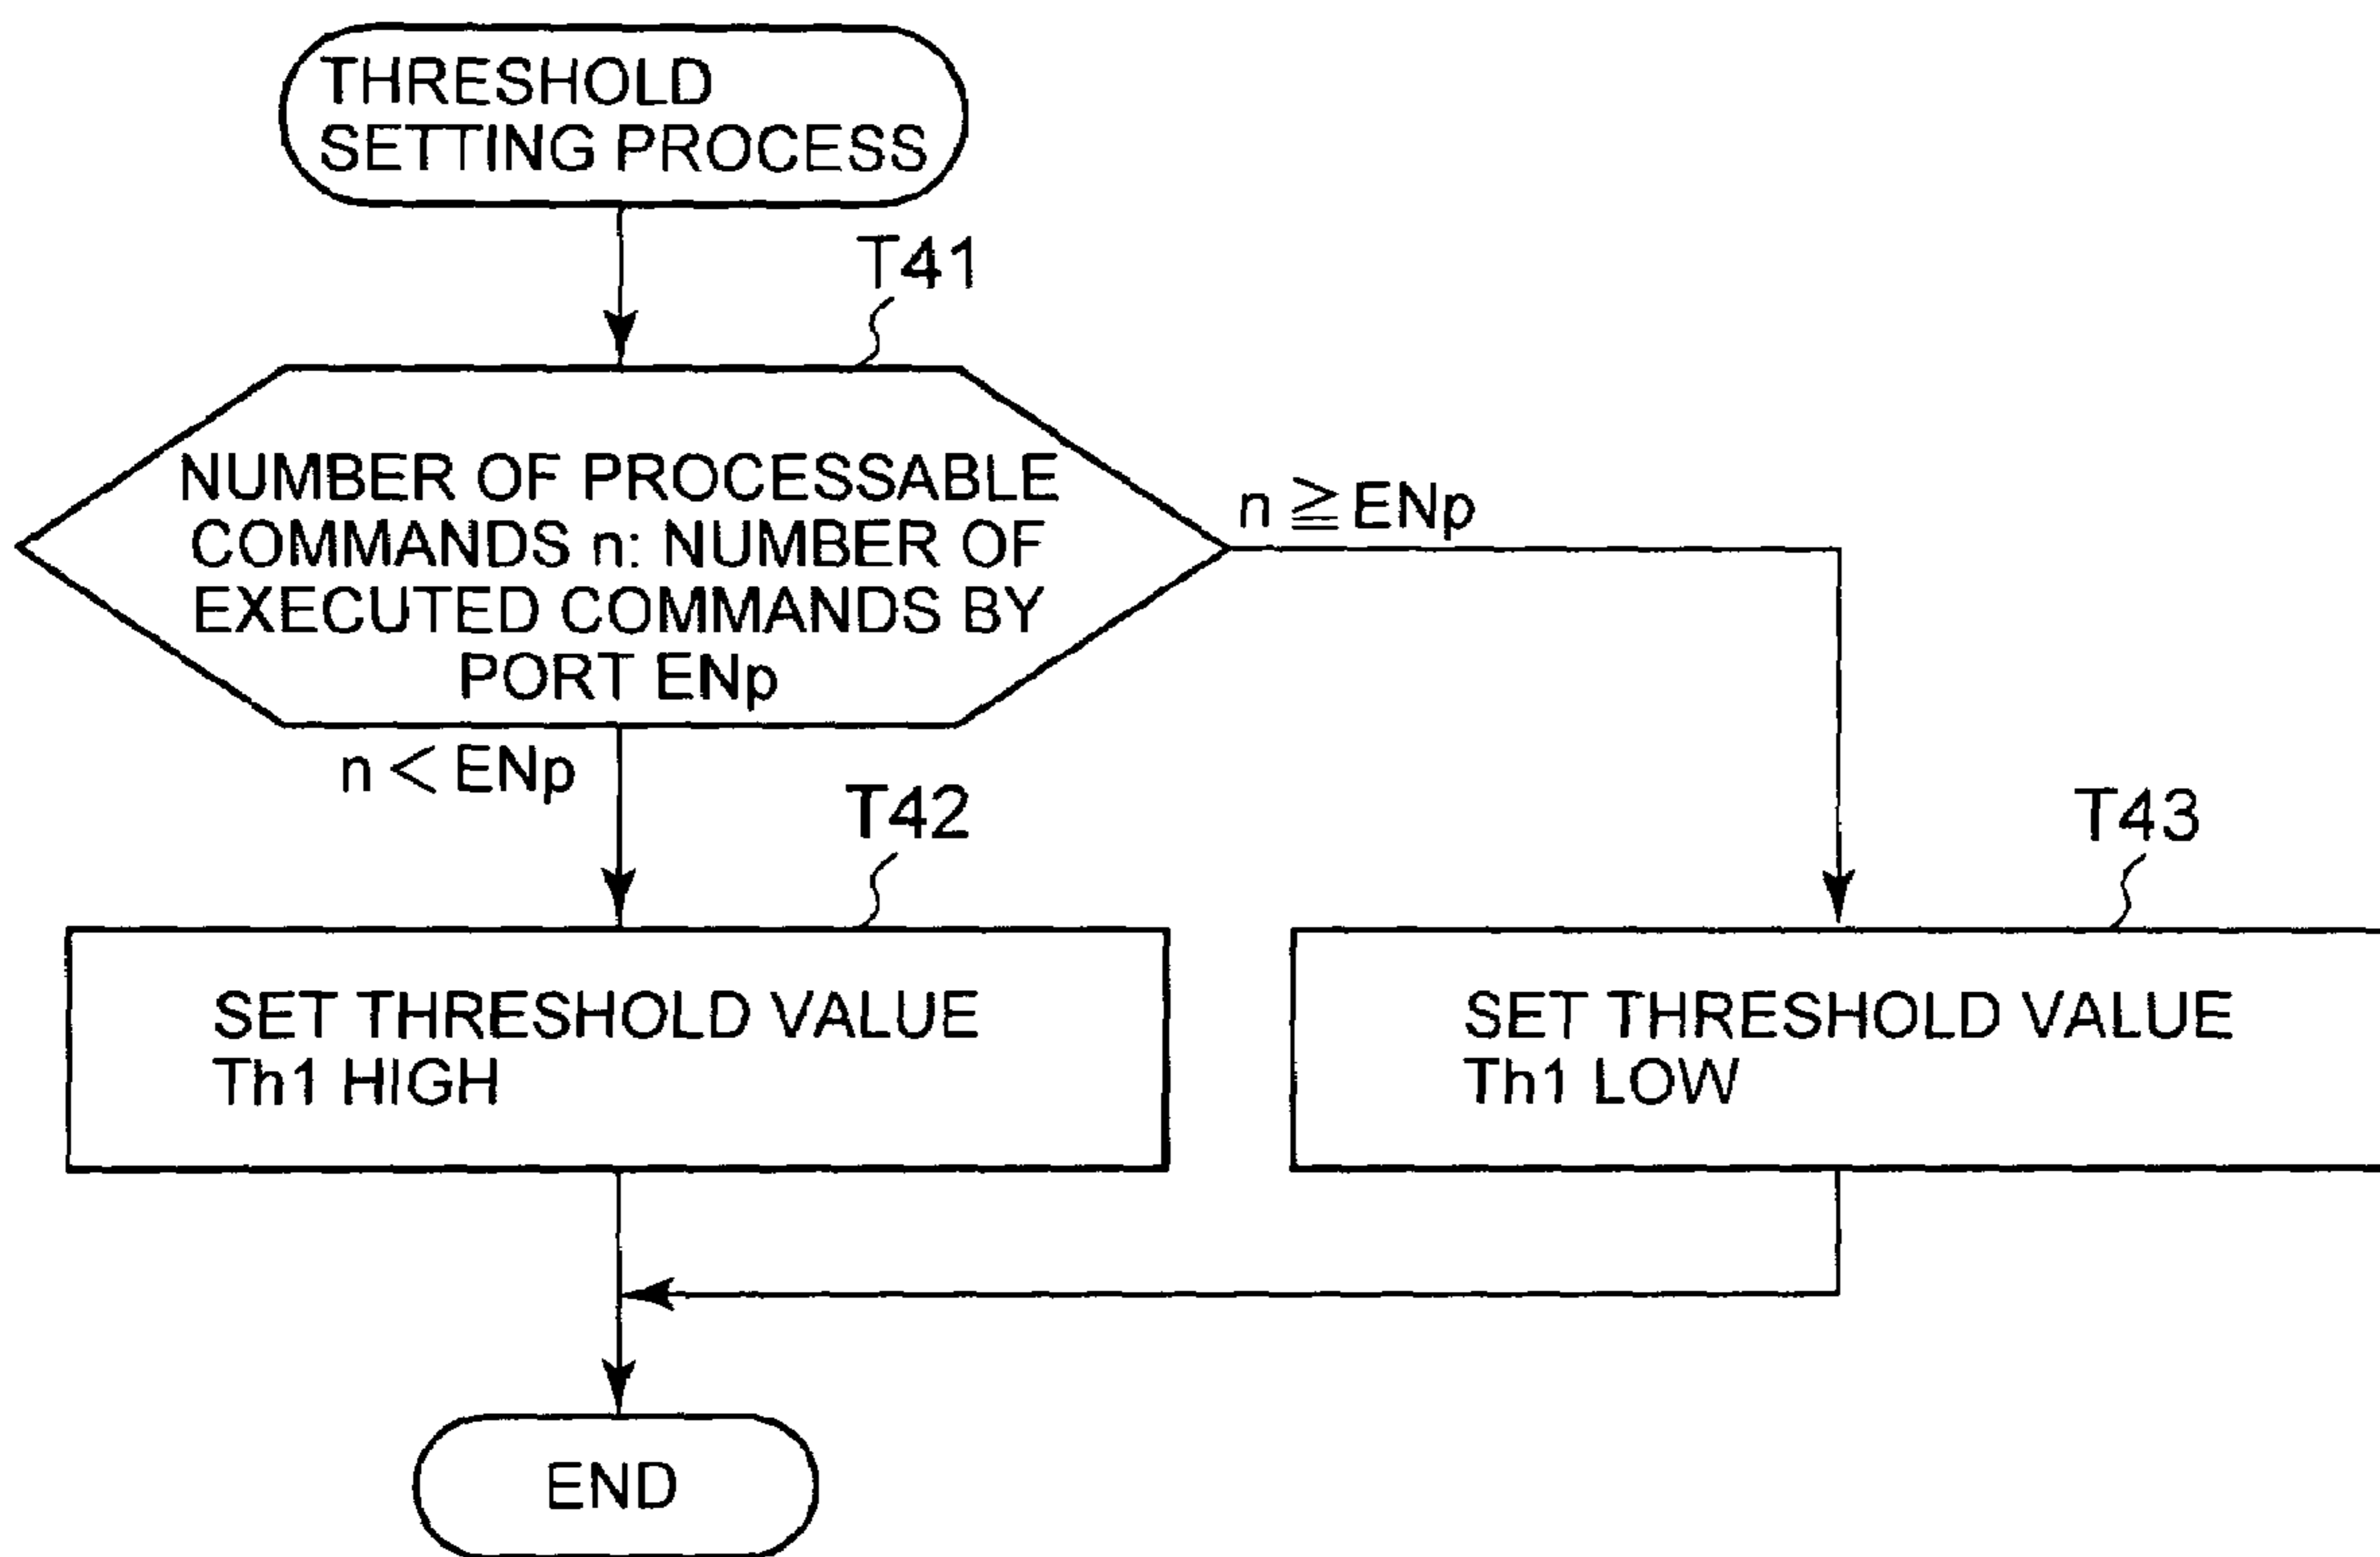 THRESHOLD
SETTING PROCESS
T41
NUMBER OF PROCESSABLE
COMMANDS n: NUMBER OF
EXECUTED COMMANDS BY
PORT ENp
n ≧ ENp
n < ENp
T42
T43
SET THRESHOLD VALUE
Th1 HIGH
SET THRESHOLD VALUE
Th1 LOW
END